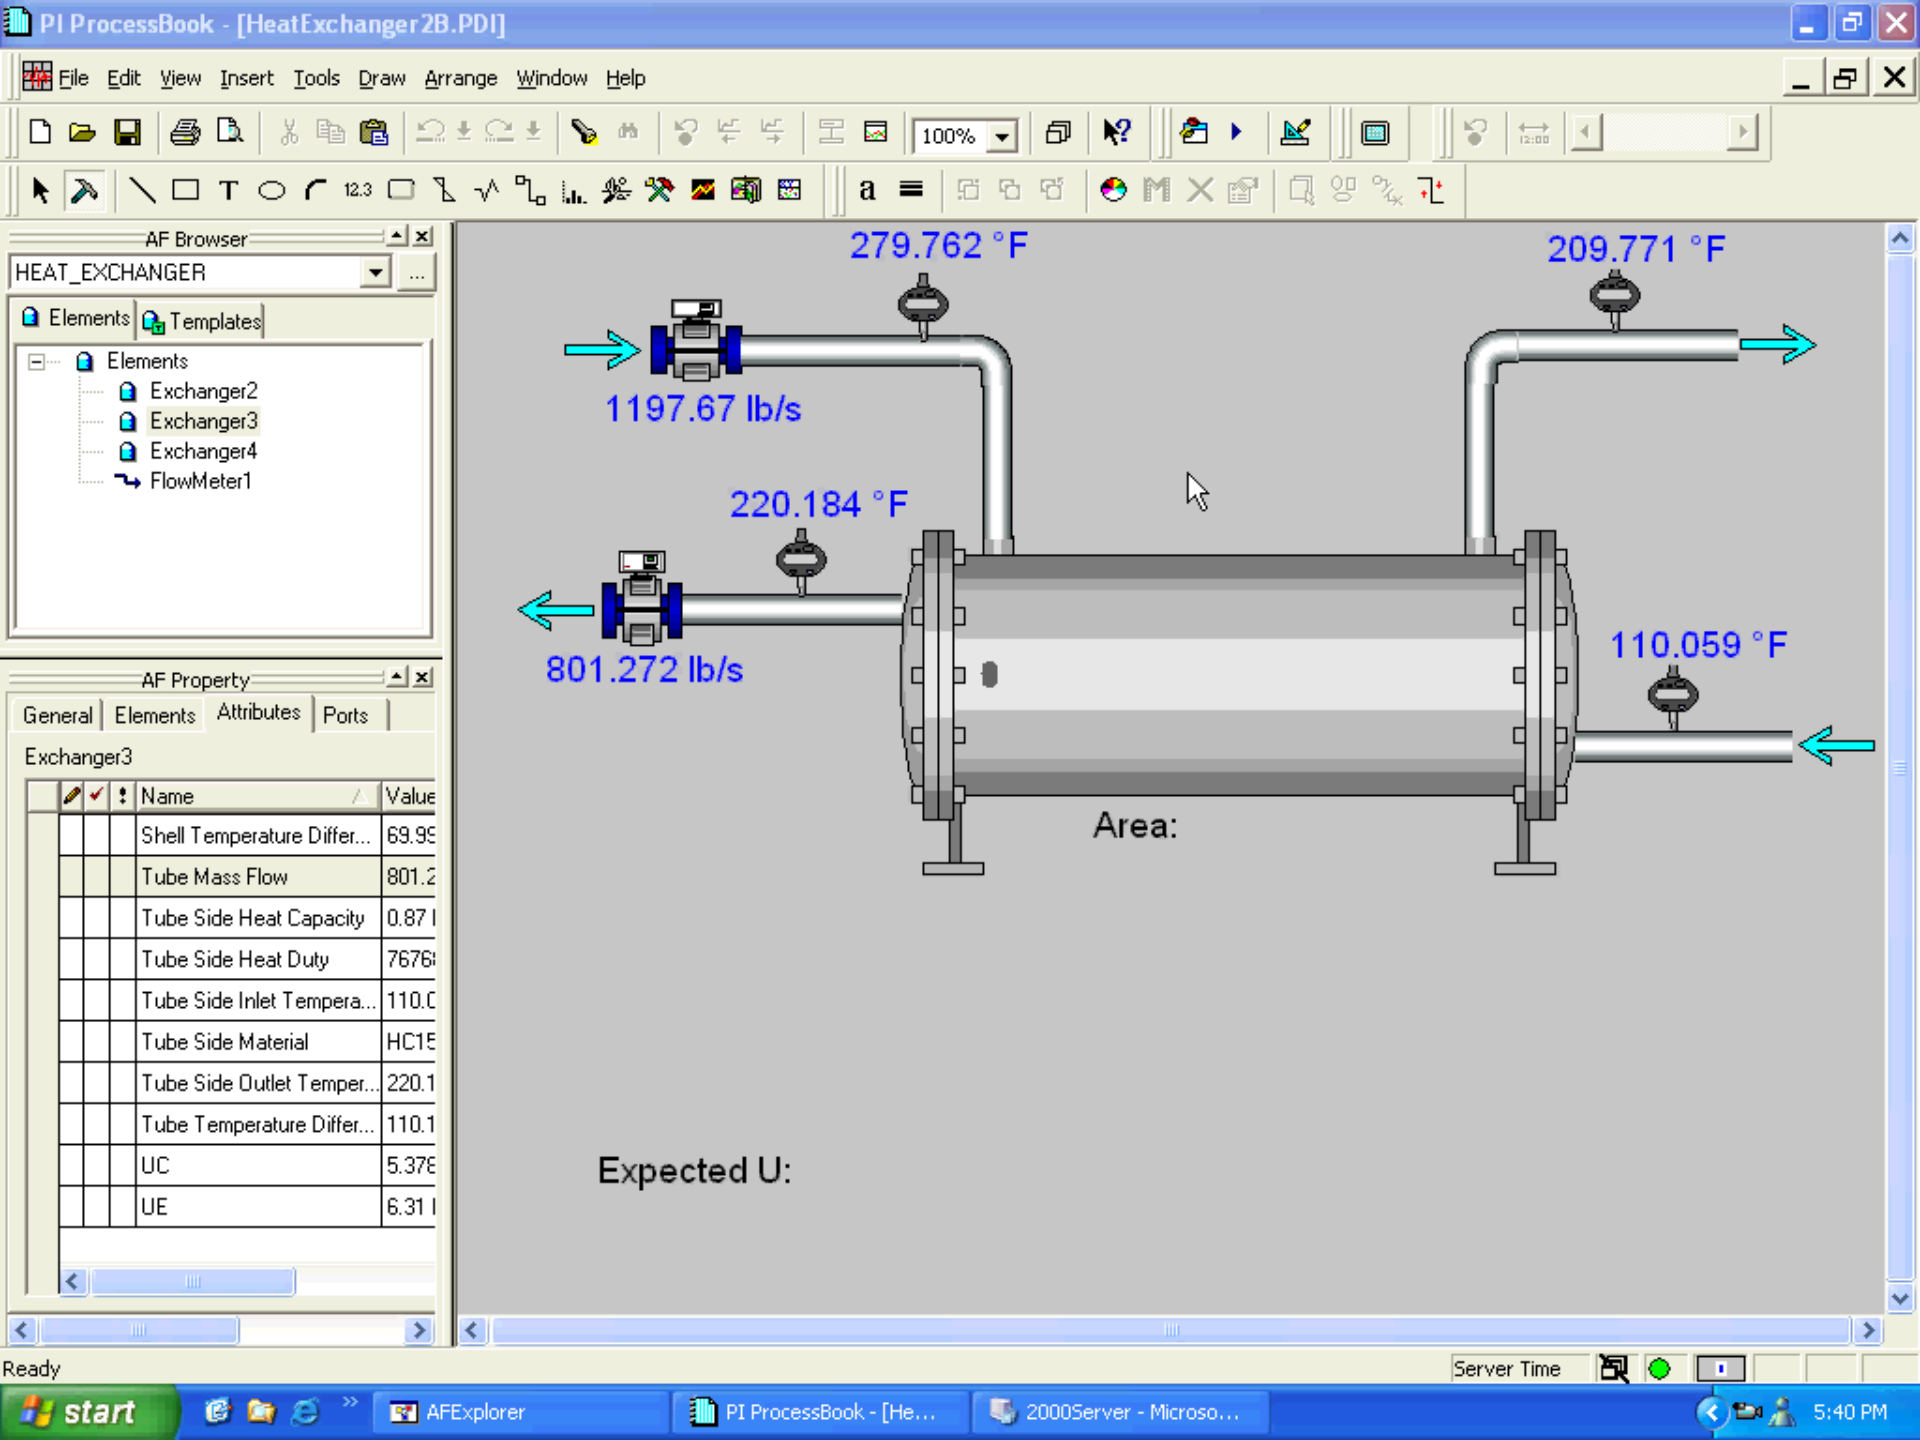 PI ProcessBook - [HeatExchanger2B.PDI]
File Edit View Insert Tools Draw Arrange Window Help
100%
12:00
T 12.3 a
AF Browser
HEAT_EXCHANGER
...
Elements Templates
Elements
Exchanger2
Exchanger3
Exchanger4
FlowMeter1
AF Property
General Elements Attributes Ports
Exchanger3
Name Value
Shell Temperature Differ... 69.99
Tube Mass Flow 801.2
Tube Side Heat Capacity 0.87
Tube Side Heat Duty 7676
Tube Side Inlet Tempera... 110.0
Tube Side Material HC15
Tube Side Outlet Temper... 220.1
Tube Temperature Differ... 110.1
UC 5.378
UE 6.31
279.762 °F
209.771 °F
1197.67 lb/s
220.184 °F
801.272 lb/s
110.059 °F
Area:
Expected U:
Ready
Server Time
start
AFExplorer
PI ProcessBook - [He...
2000Server - Microso...
5:40 PM